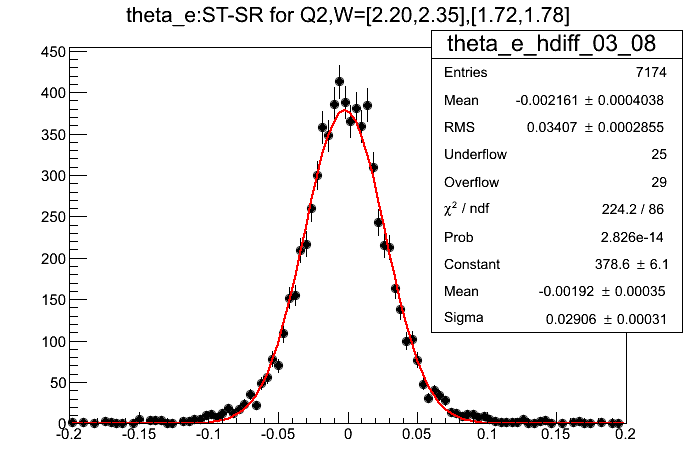 theta_e:ST-SR for Q2,W=[2.20,2.35],[1.72,1.78]
theta_e_hdiff_03_08
Entries 7174
Mean -0.002161 ± 0.0004038
RMS 0.03407 ± 0.0002855
Underflow 25
Overflow 29
χ² / ndf 224.2 / 86
Prob 2.826e-14
Constant 378.6 ± 6.1
Mean -0.00192 ± 0.00035
Sigma 0.02906 ± 0.00031
450
400
350
300
250
200
150
100
50
0
-0.2 -0.15 -0.1 -0.05 0 0.05 0.1 0.15 0.2